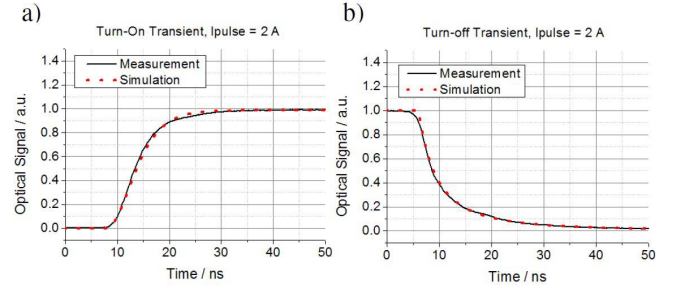 a)
Turn-On Transient, Ipulse = 2 A
1.4
1.2
1.0
0.8
0.6
0.4
0.2
0.0
Optical Signal / a.u.
Measurement
Simulation
0 10 20 30 40 50
Time / ns
b)
Turn-off Transient, Ipulse = 2 A
1.4
1.2
1.0
0.8
0.6
0.4
0.2
0.0
Optical Signal / a.u.
Measurement
Simulation
0 10 20 30 40 50
Time / ns